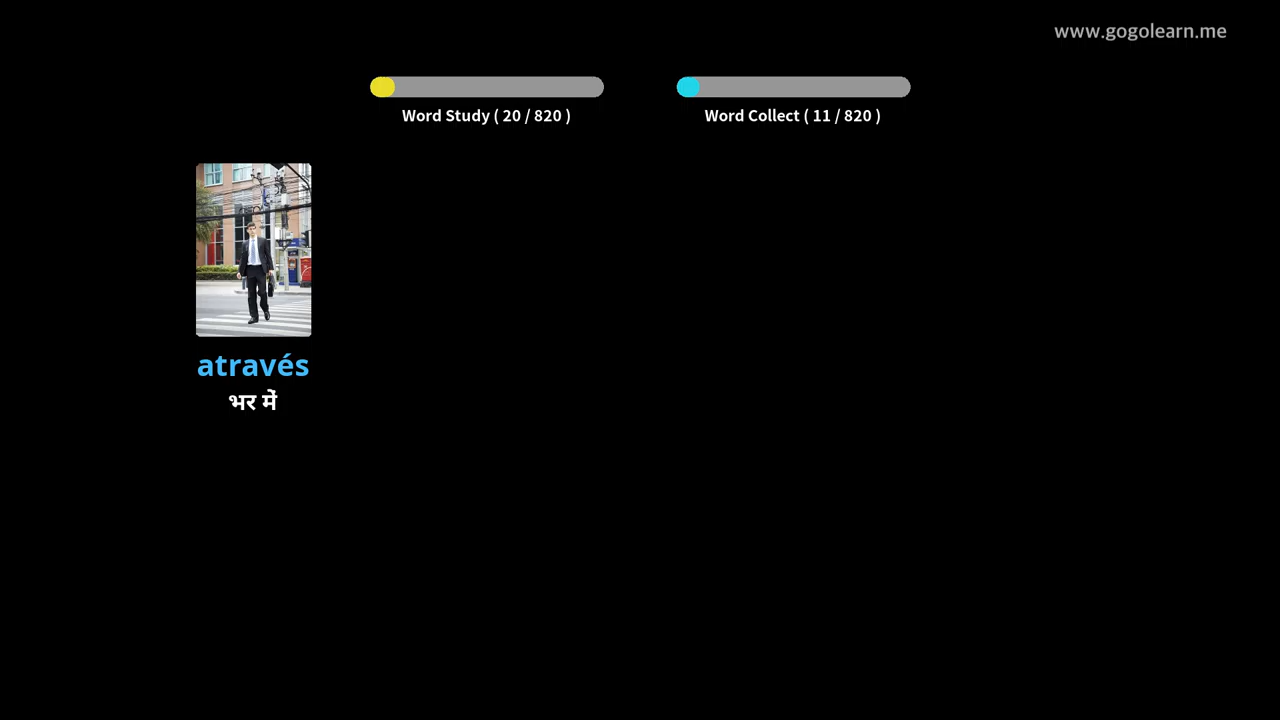 www.gogolearn.me
Word Study ( 20 / 820 )
Word Collect ( 11 / 820 )
através
भर में